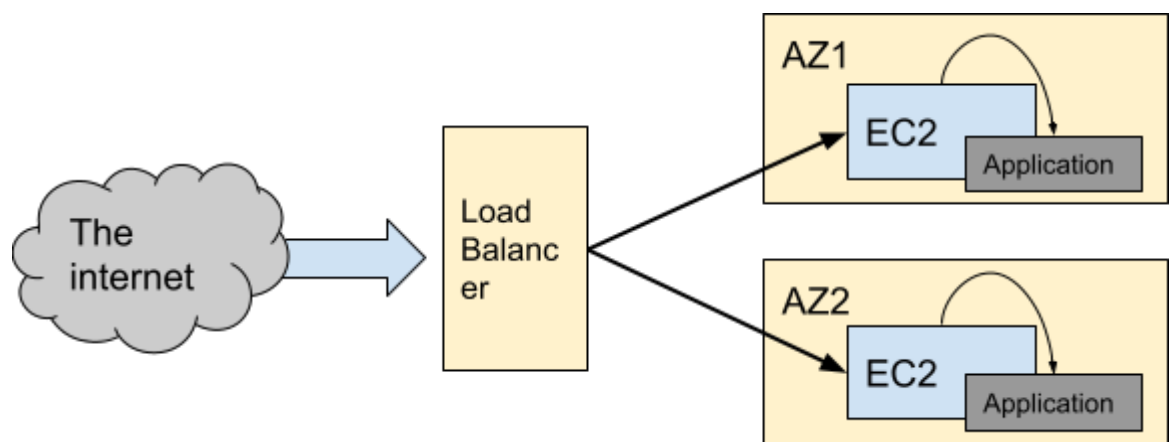 The
internet
Load
Balanc
er
AZ1
EC2
Application
AZ2
EC2
Application